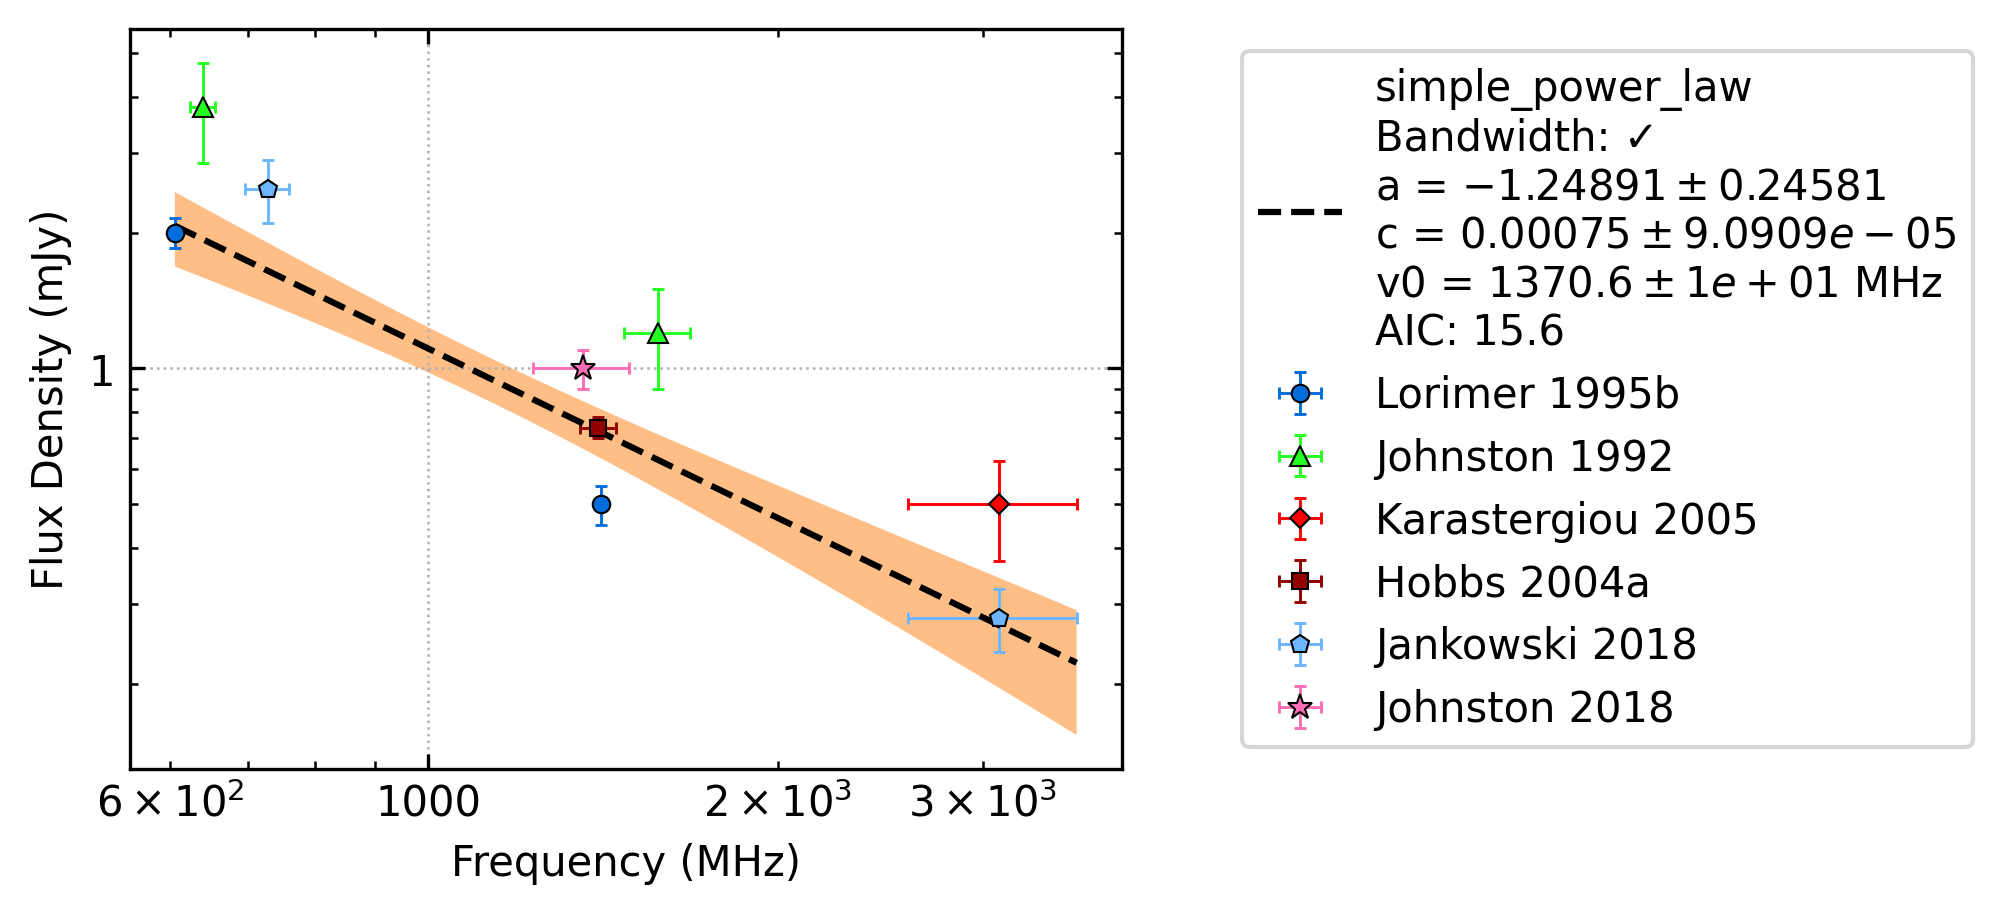 Flux Density (mJy)
1
6 × 10²
1000
2 × 10³
3 × 10³
Frequency (MHz)
simple_power_law
Bandwidth: ✓
a = −1.24891 ± 0.24581
c = 0.00075 ± 9.0909e − 05
v0 = 1370.6 ± 1e + 01 MHz
AIC: 15.6
Lorimer 1995b
Johnston 1992
Karastergiou 2005
Hobbs 2004a
Jankowski 2018
Johnston 2018